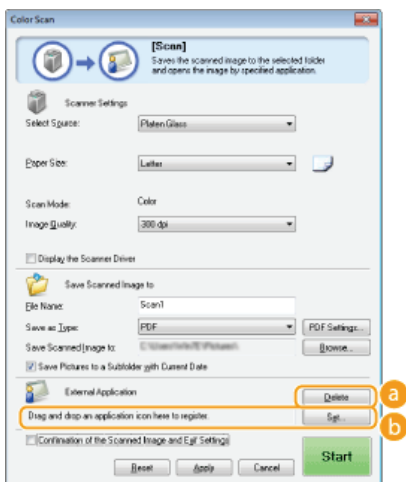 Color Scan
[Scan]
Saves the scanned image to the selected folder
and opens the image by specified application.
Scanner Settings
Select Source: Platen Glass
Paper Size: Letter
Scan Mode: Color
Image Quality: 300 dpi
Display the Scanner Driver
Save Scanned Image to
File Name: Scan1
Save as Type: PDF PDF Settings...
Save Scanned Image to: Browse...
Save Pictures to a Subfolder with Current Date
External Application Delete a
Drag and drop an application icon here to register. Set... b
Confirmation of the Scanned Image and Exif Settings
Reset Apply Cancel Start